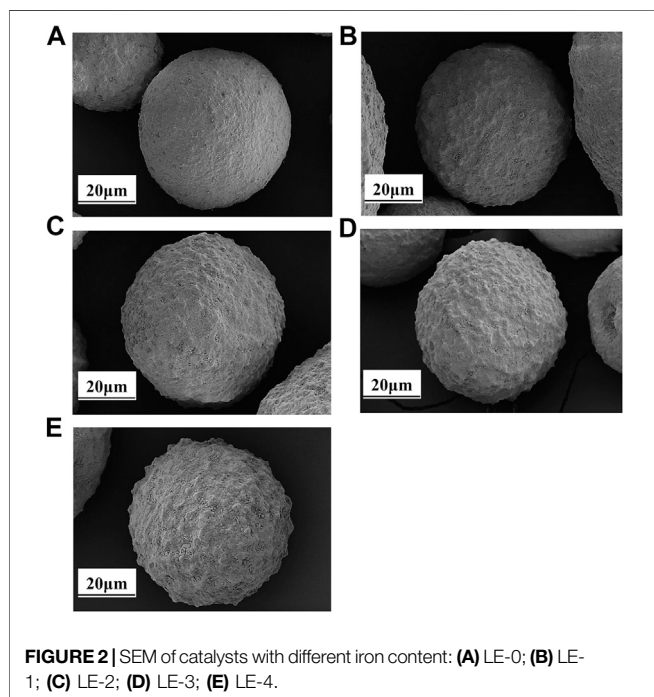 A
B
20μm
20μm
C
D
20μm
20μm
E
20μm
FIGURE 2 | SEM of catalysts with different iron content: (A) LE-0; (B) LE-
1; (C) LE-2; (D) LE-3; (E) LE-4.